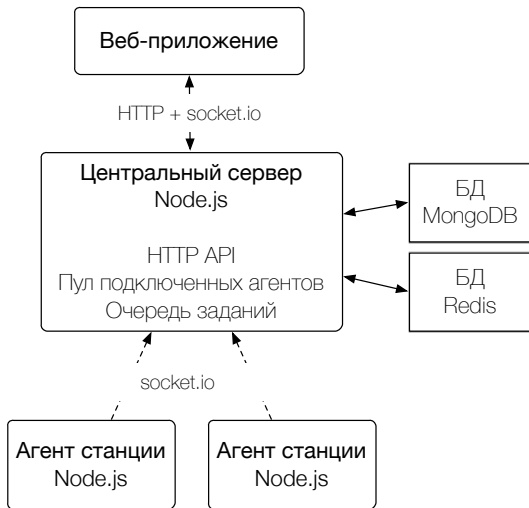 Веб-приложение
HTTP + socket.io
Центральный сервер
Node.js
HTTP API
Пул подключенных агентов
Очередь заданий
БД
MongoDB
БД
Redis
socket.io
Агент станции
Node.js
Агент станции
Node.js